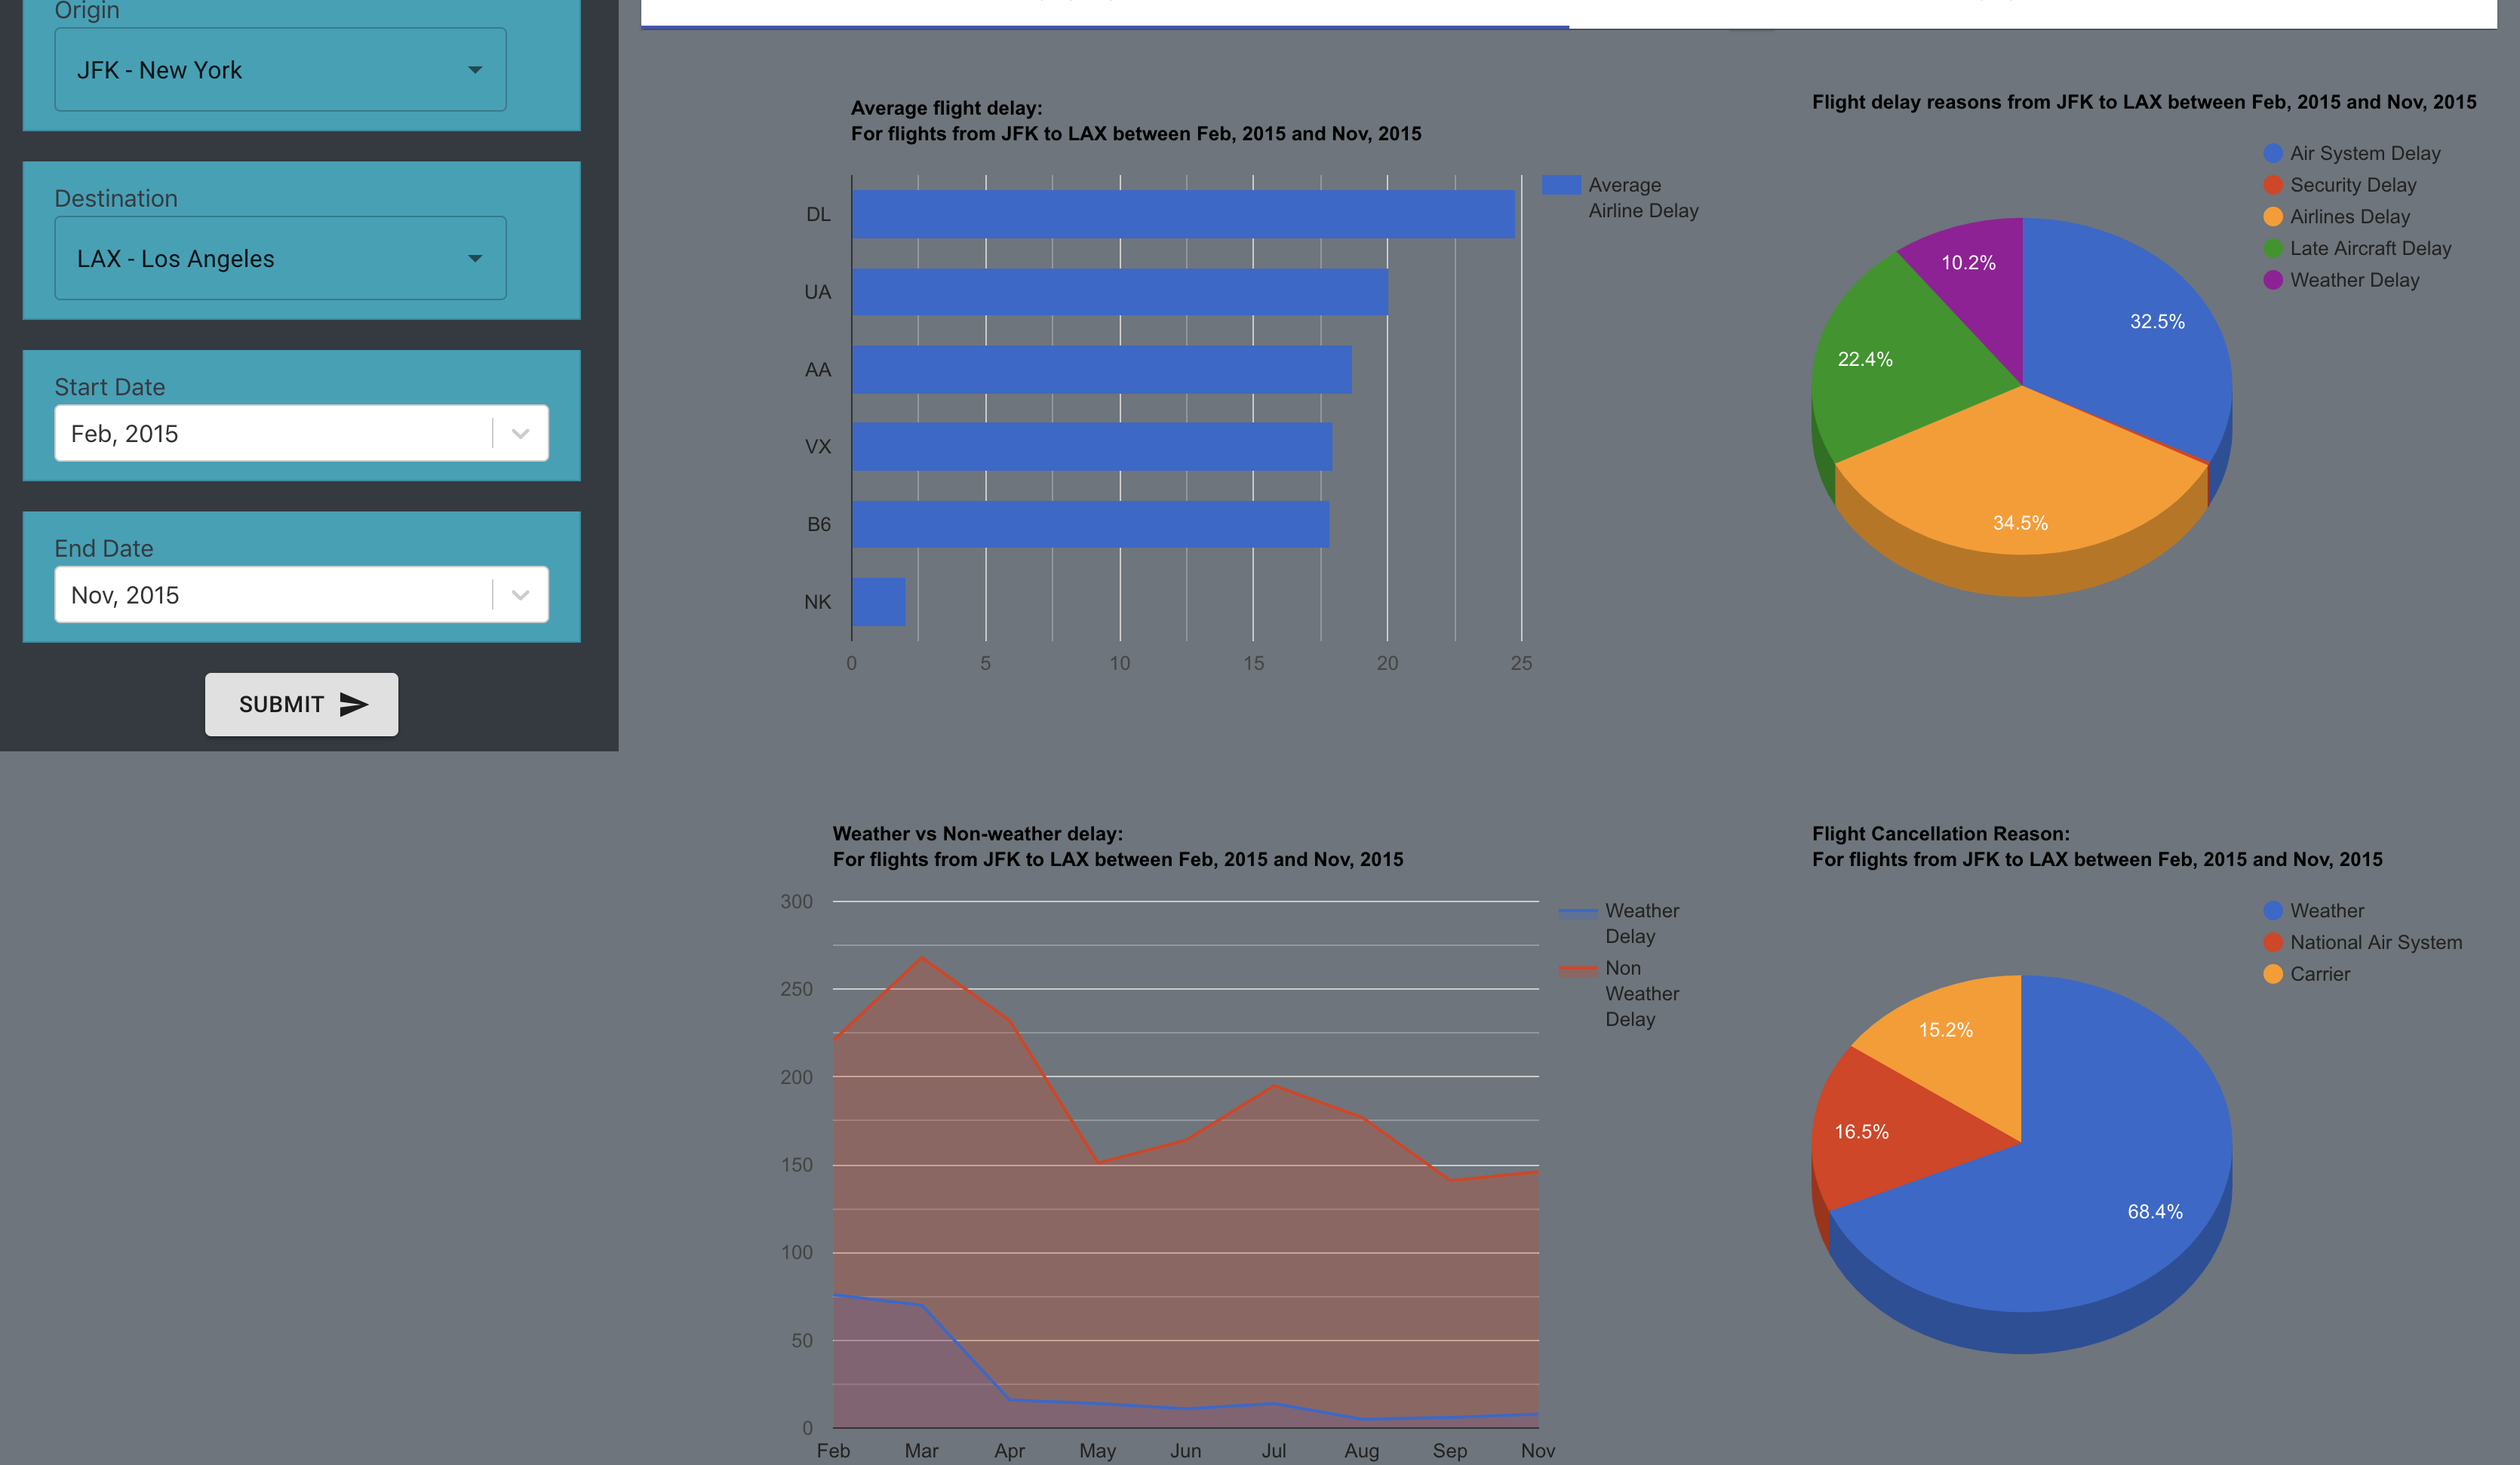 Origin
JFK - New York
Destination
LAX - Los Angeles
Start Date
Feb, 2015
End Date
Nov, 2015
SUBMIT
Average flight delay:
For flights from JFK to LAX between Feb, 2015 and Nov, 2015
DL
UA
AA
VX
B6
NK
0 5 10 15 20 25
Average
Airline Delay
Flight delay reasons from JFK to LAX between Feb, 2015 and Nov, 2015
Air System Delay
Security Delay
Airlines Delay
Late Aircraft Delay
Weather Delay
10.2%
32.5%
22.4%
34.5%
Weather vs Non-weather delay:
For flights from JFK to LAX between Feb, 2015 and Nov, 2015
300
250
200
150
100
50
0
Feb Mar Apr May Jun Jul Aug Sep Nov
Weather
Delay
Non
Weather
Delay
Flight Cancellation Reason:
For flights from JFK to LAX between Feb, 2015 and Nov, 2015
Weather
National Air System
Carrier
15.2%
16.5%
68.4%